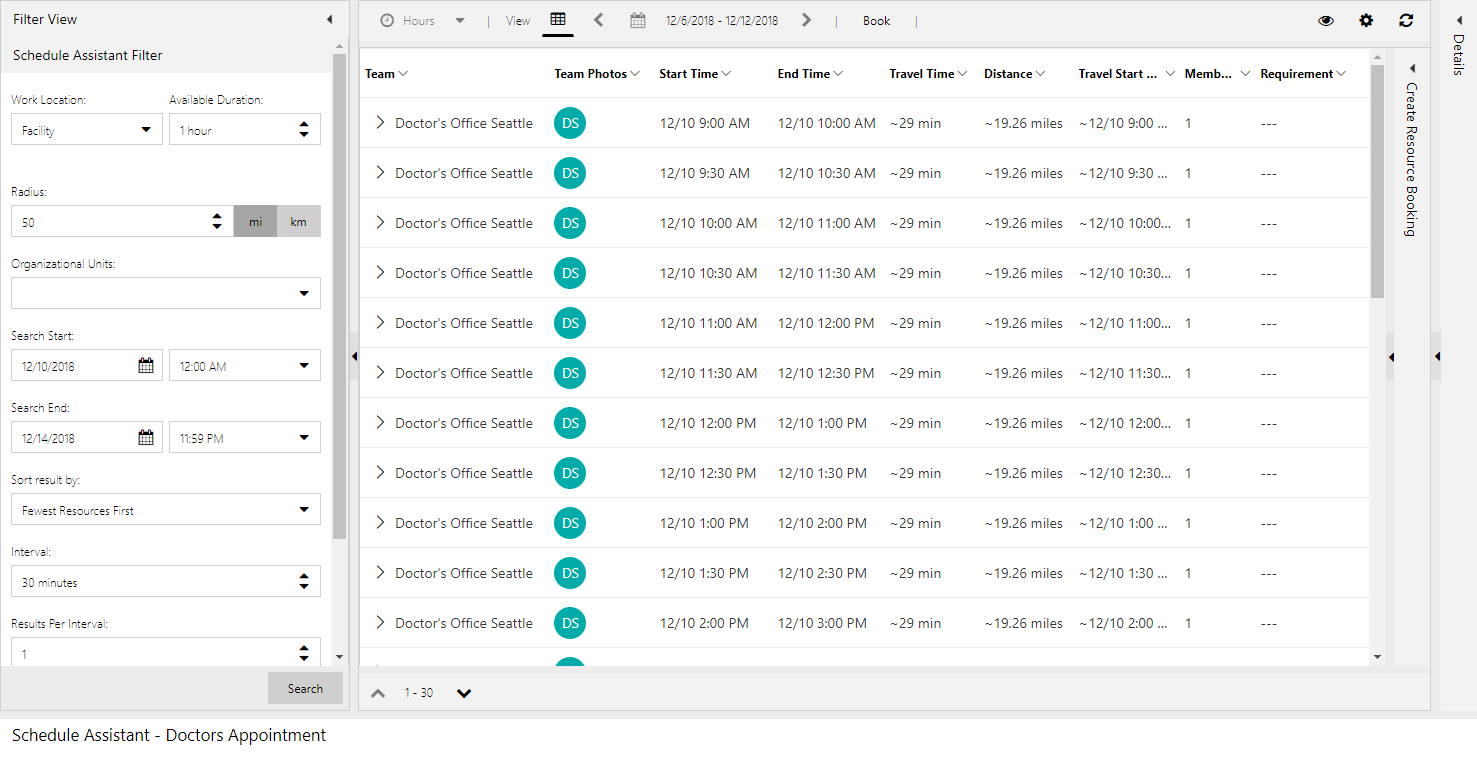 Filter View
Schedule Assistant Filter
Work Location:
Available Duration:
Facility
1 hour
Radius:
50
mi
km
Organizational Units:
Search Start:
12/10/2018
12:00 AM
Search End:
12/14/2018
11:59 PM
Sort result by:
Fewest Resources First
Interval:
30 minutes
Results Per Interval:
1
Search
Hours | View 12/6/2018 - 12/12/2018 | Book |
Team Team Photos Start Time End Time Travel Time Distance Travel Start ... Memb... Requirement
Doctor's Office Seattle DS 12/10 9:00 AM 12/10 10:00 AM ~29 min ~19.26 miles ~12/10 9:00 ... 1 ---
Doctor's Office Seattle DS 12/10 9:30 AM 12/10 10:30 AM ~29 min ~19.26 miles ~12/10 9:30 ... 1 ---
Doctor's Office Seattle DS 12/10 10:00 AM 12/10 11:00 AM ~29 min ~19.26 miles ~12/10 10:00... 1 ---
Doctor's Office Seattle DS 12/10 10:30 AM 12/10 11:30 AM ~29 min ~19.26 miles ~12/10 10:30... 1 ---
Doctor's Office Seattle DS 12/10 11:00 AM 12/10 12:00 PM ~29 min ~19.26 miles ~12/10 11:00... 1 ---
Doctor's Office Seattle DS 12/10 11:30 AM 12/10 12:30 PM ~29 min ~19.26 miles ~12/10 11:30... 1 ---
Doctor's Office Seattle DS 12/10 12:00 PM 12/10 1:00 PM ~29 min ~19.26 miles ~12/10 12:00... 1 ---
Doctor's Office Seattle DS 12/10 12:30 PM 12/10 1:30 PM ~29 min ~19.26 miles ~12/10 12:30... 1 ---
Doctor's Office Seattle DS 12/10 1:00 PM 12/10 2:00 PM ~29 min ~19.26 miles ~12/10 1:00 ... 1 ---
Doctor's Office Seattle DS 12/10 1:30 PM 12/10 2:30 PM ~29 min ~19.26 miles ~12/10 1:30 ... 1 ---
Doctor's Office Seattle DS 12/10 2:00 PM 12/10 3:00 PM ~29 min ~19.26 miles ~12/10 2:00 ... 1 ---
1 - 30
Create Resource Booking
Details
Schedule Assistant - Doctors Appointment